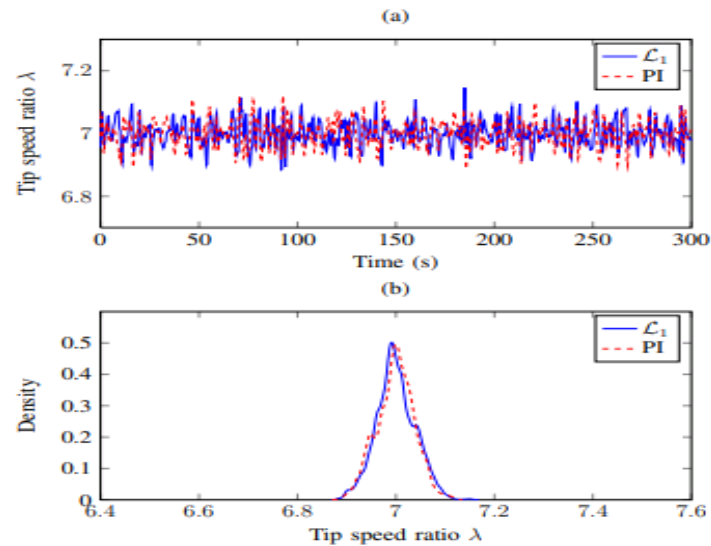 (a)
Tip speed ratio λ
7.2
7
6.8
ℒ₁
PI
0 50 100 150 200 250 300
Time (s)
(b)
Density
0.5
0.4
0.3
0.2
0.1
0
ℒ₁
PI
6.4 6.6 6.8 7 7.2 7.4 7.6
Tip speed ratio λ